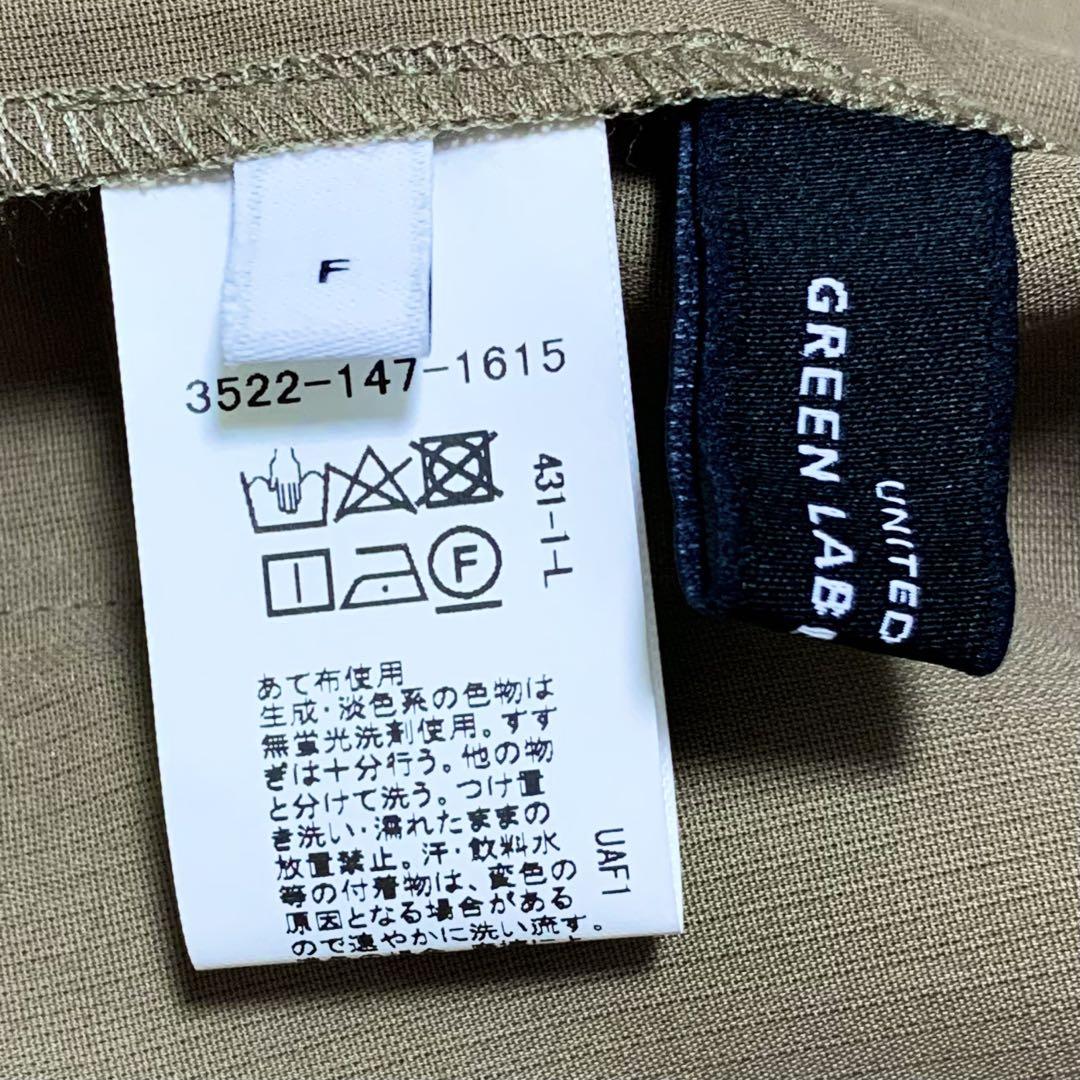 F
3522-147-1615
431-1-L
F
あて布使用
生成・淡色系の色物は
無蛍光洗剤使用。すす
ぎは十分行う。他の物
と分けて洗う。つけ置
き洗い・濡れたままの
放置禁止。汗・飲料水
等の付着物は、変色の
原因となる場合がある
ので速やかに洗い流す。
UAF1
UNITED
GREEN LAB